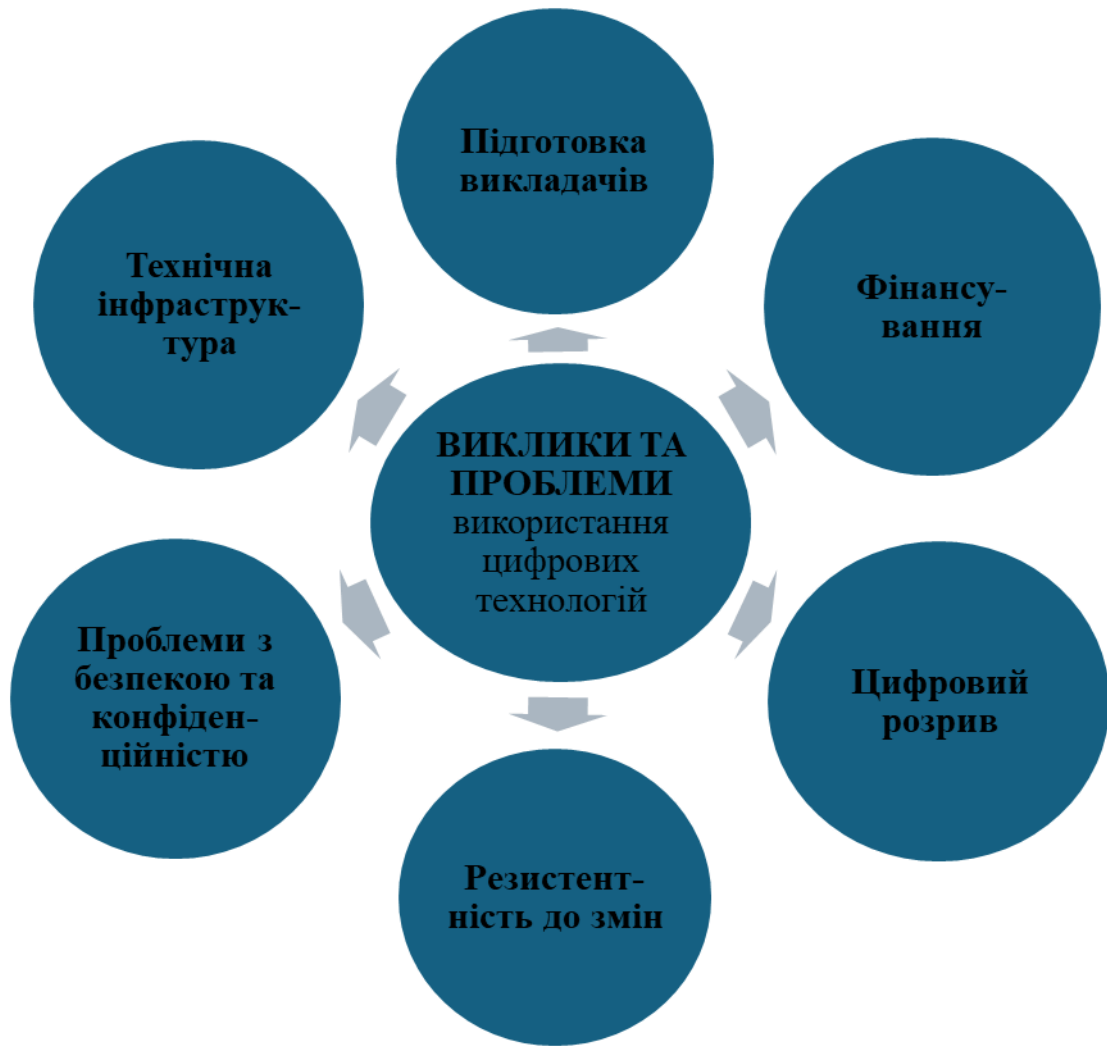 Підготовка
викладачів
Технічна
інфраструк-
тура
Фінансу-
вання
ВИКЛИКИ ТА
ПРОБЛЕМИ
використання
цифрових
технологій
Проблеми з
безпекою та
конфіден-
ційністю
Цифровий
розрив
Резистент-
ність до змін